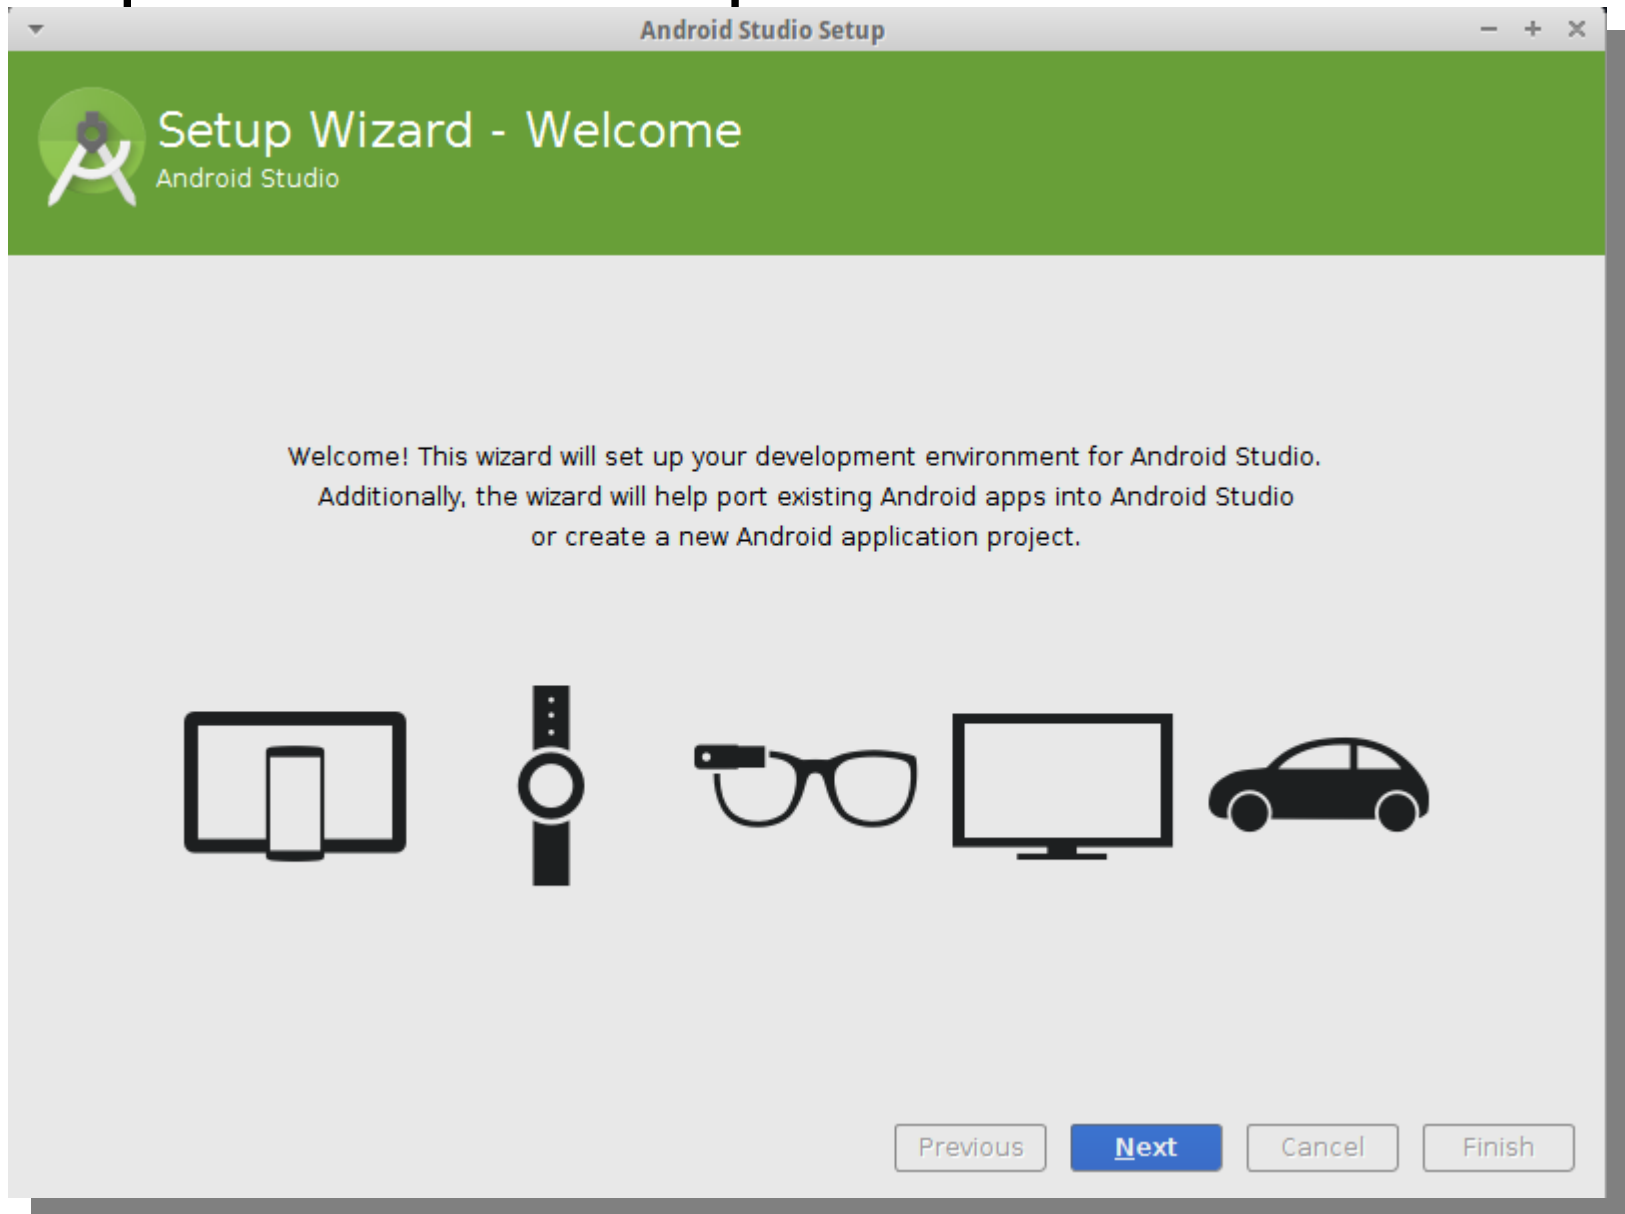 Android Studio Setup
Setup Wizard - Welcome
Android Studio
Welcome! This wizard will set up your development environment for Android Studio.
Additionally, the wizard will help port existing Android apps into Android Studio
or create a new Android application project.
Previous
Next
Cancel
Finish